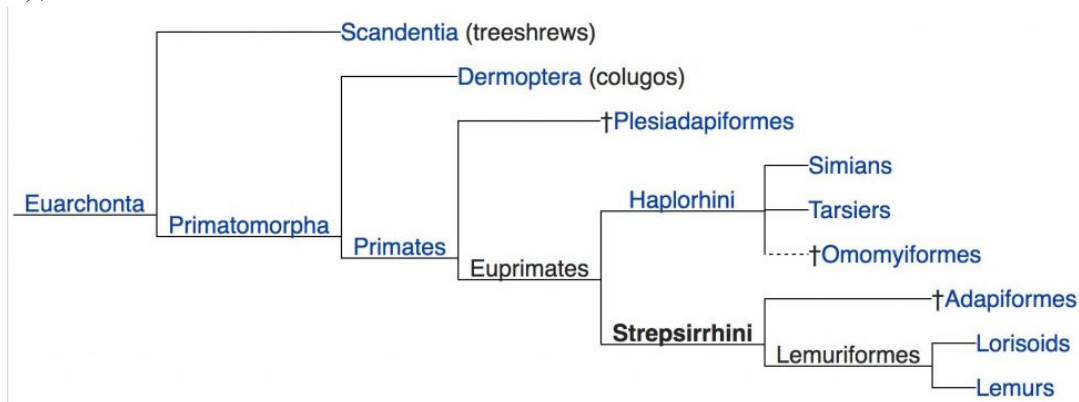 Scandentia (treeshrews)
Dermoptera (colugos)
†Plesiadapiformes
Simians
Euarchonta
Haplorhini
Tarsiers
Primatomorpha
Primates
†Omomyiformes
Euprimates
†Adapiformes
Strepsirrhini
Lorisoids
Lemuriformes
Lemurs